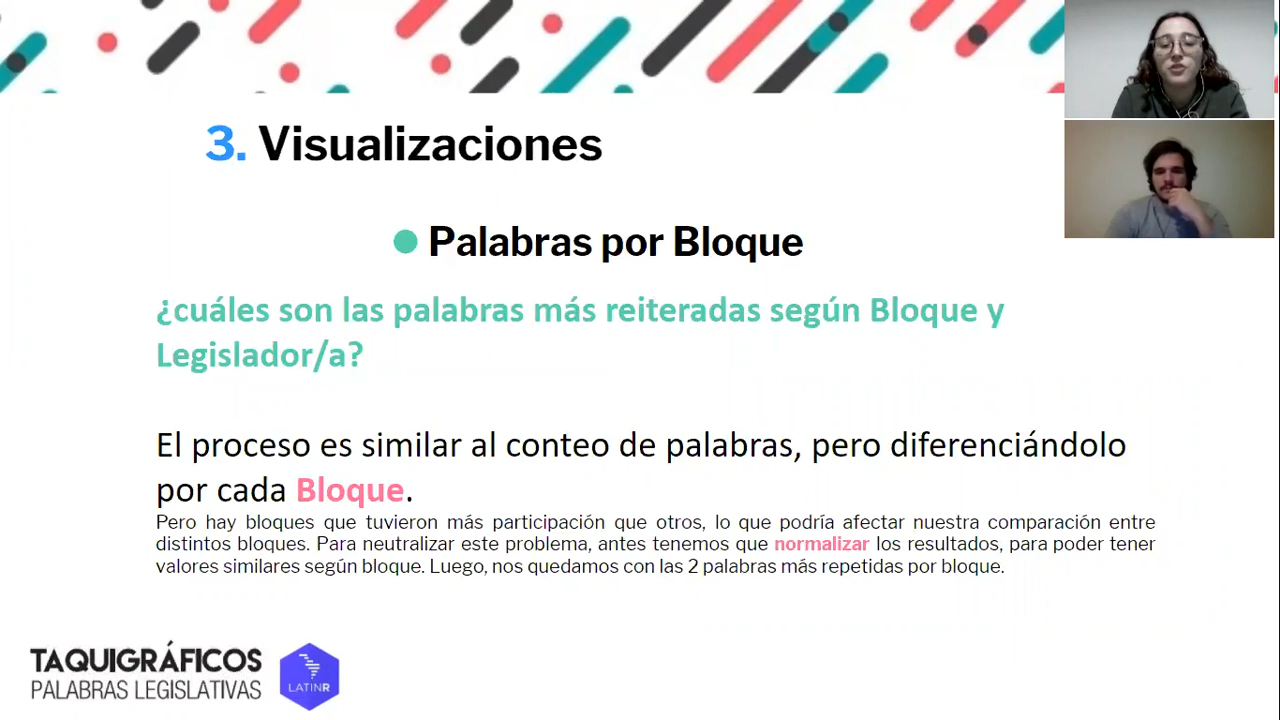 3. Visualizaciones
Palabras por Bloque
¿cuáles son las palabras más reiteradas según Bloque y
Legislador/a?
El proceso es similar al conteo de palabras, pero diferenciándolo
por cada Bloque.
Pero hay bloques que tuvieron más participación que otros, lo que podría afectar nuestra comparación entre
distintos bloques. Para neutralizar este problema, antes tenemos que normalizar los resultados, para poder tener
valores similares según bloque. Luego, nos quedamos con las 2 palabras más repetidas por bloque.
TAQUIGRÁFICOS
PALABRAS LEGISLATIVAS
LATINR